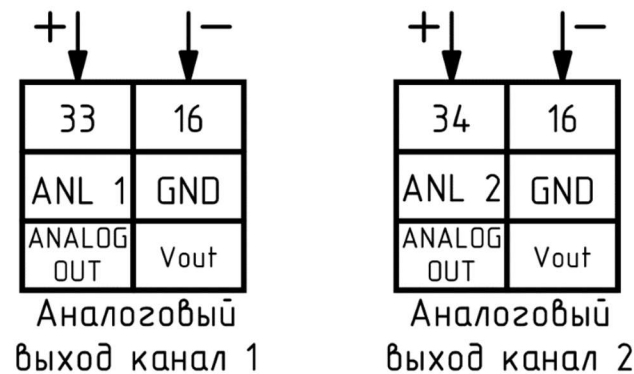 + − + −
33 16 34 16
ANL 1 GND ANL 2 GND
ANALOG OUT Vout ANALOG OUT Vout
Аналоговый
выход канал 1
Аналоговый
выход канал 2